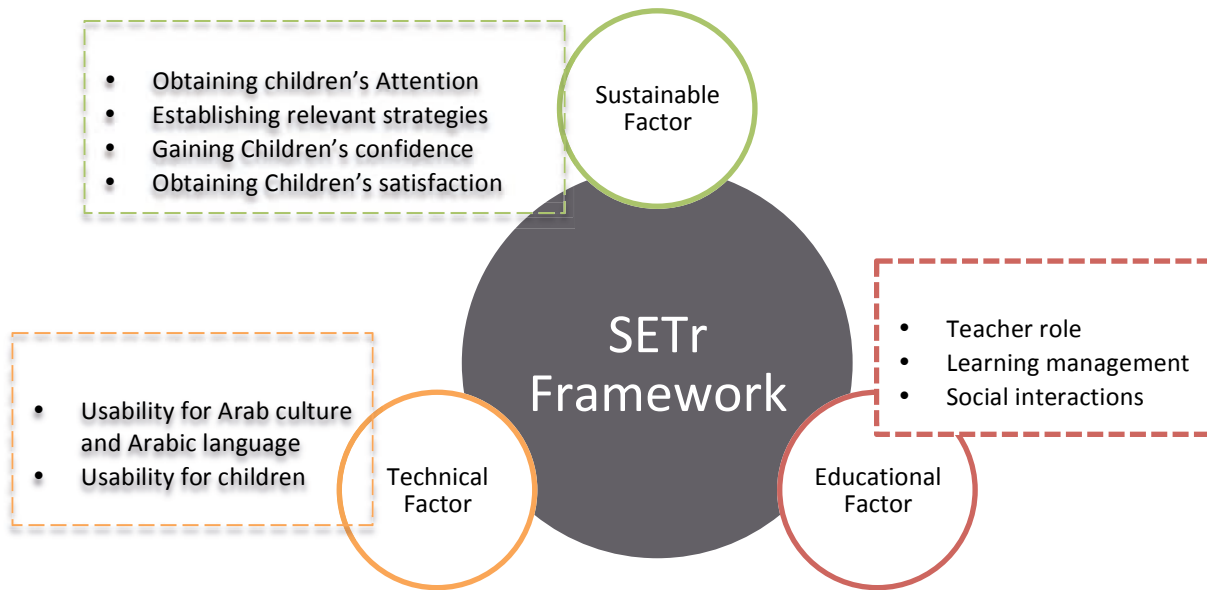 • Obtaining children’s Attention
• Establishing relevant strategies
• Gaining Children’s confidence
• Obtaining Children’s satisfaction
Sustainable
Factor
SETr
Framework
• Teacher role
• Learning management
• Social interactions
• Usability for Arab culture
and Arabic language
• Usability for children
Technical
Factor
Educational
Factor